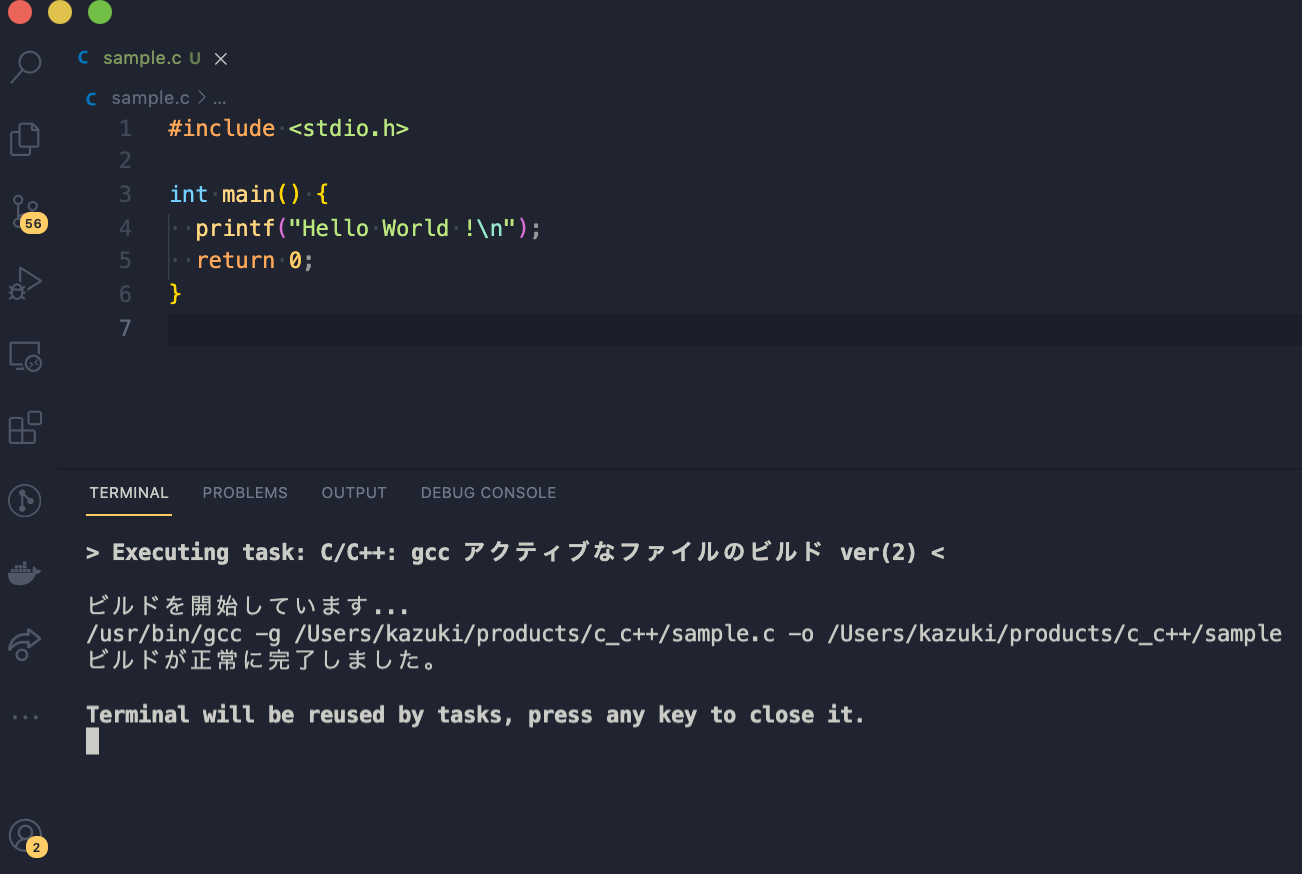 C sample.c U ×
C sample.c > ...
1 #include <stdio.h>
2
3 int main() {
4 printf("Hello World !\n");
5 return 0;
6 }
7
56
TERMINAL PROBLEMS OUTPUT DEBUG CONSOLE
> Executing task: C/C++: gcc アクティブなファイルのビルド ver(2) <
ビルドを開始しています...
/usr/bin/gcc -g /Users/kazuki/products/c_c++/sample.c -o /Users/kazuki/products/c_c++/sample
ビルドが正常に完了しました。
Terminal will be reused by tasks, press any key to close it.
2